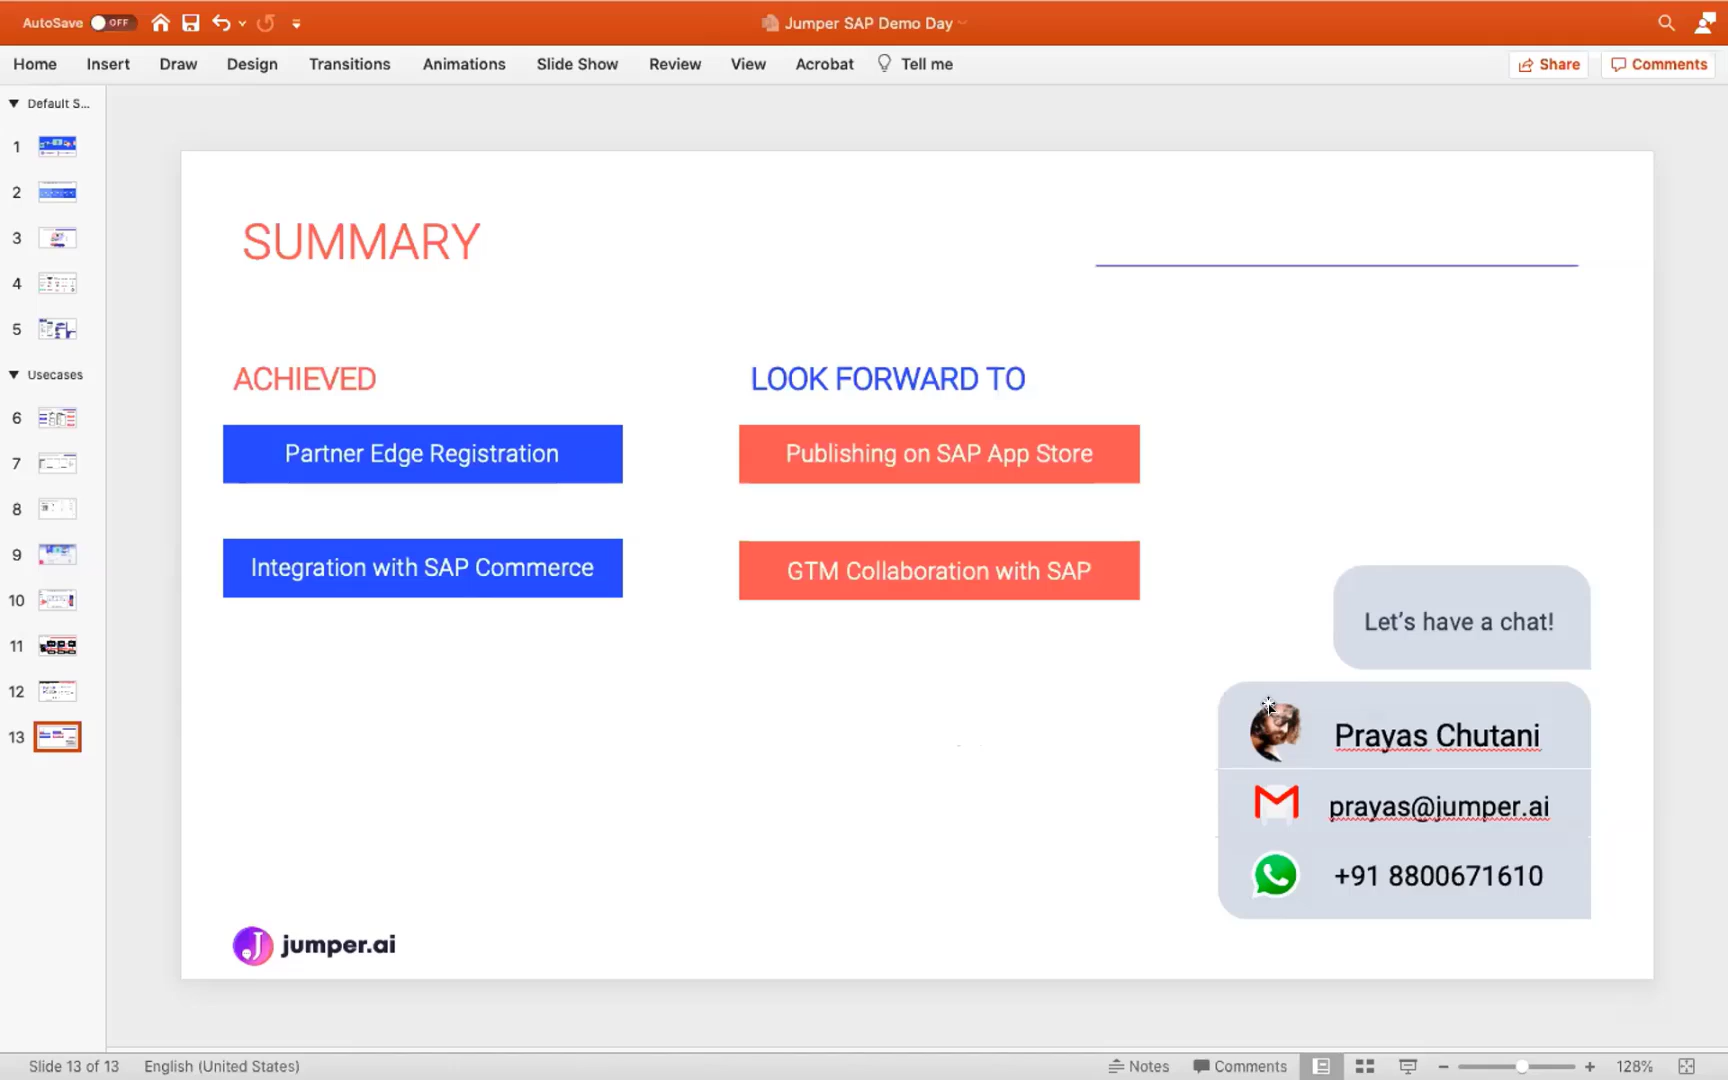 AutoSave OFF
Jumper SAP Demo Day
Home Insert Draw Design Transitions Animations Slide Show Review View Acrobat Tell me Share Comments
Default S...
1
2
3
4
5
Usecases
6
7
8
9
10
11
12
13
SUMMARY
ACHIEVED
Partner Edge Registration
Integration with SAP Commerce
LOOK FORWARD TO
Publishing on SAP App Store
GTM Collaboration with SAP
Let's have a chat!
Prayas Chutani
prayas@jumper.ai
+91 8800671610
jumper.ai
Slide 13 of 13 English (United States) Notes Comments 128%